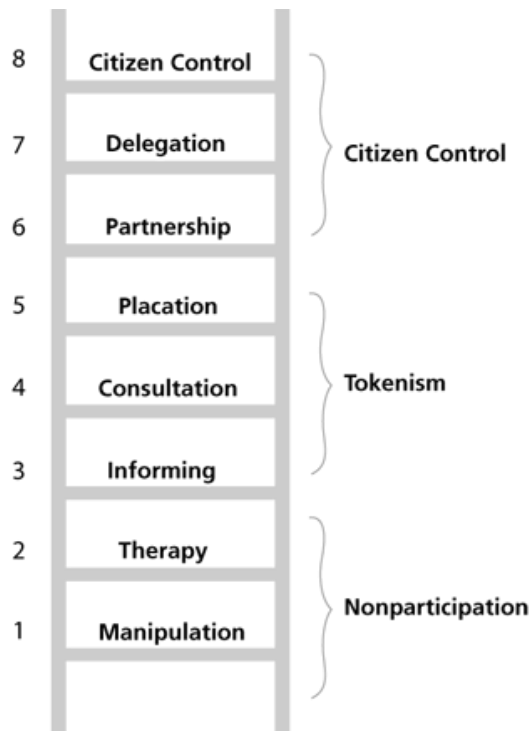 8 Citizen Control
7 Delegation
Citizen Control
6 Partnership
5 Placation
4 Consultation
Tokenism
3 Informing
2 Therapy
Nonparticipation
1 Manipulation